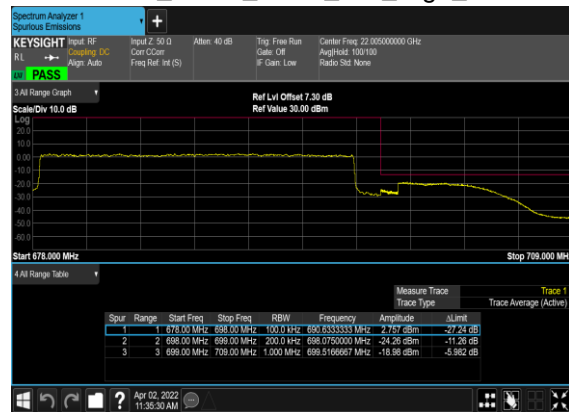 Spectrum Analyzer 1
Spurious Emissions
KEYSIGHT Input: RF
RL
Coupling: DC
Align: Auto
Input Z: 50 Ω
Corr CCorr
Freq Ref: Int (S)
Atten: 40 dB
Trig: Free Run
Gate: Off
IF Gain: Low
Center Freq: 22.005000000 GHz
Avg|Hold: 100/100
Radio Std: None
PASS
3 All Range Graph
Scale/Div 10.0 dB
Ref Lvl Offset 7.30 dB
Ref Value 30.00 dBm
Log
20.0
10.0
0.00
-10.0
-20.0
-30.0
-40.0
-50.0
-60.0
Start 678.000 MHz
Stop 709.000 MH
4 All Range Table
Measure Trace Trace 1
Trace Type Trace Average (Active)
Spur Range Start Freq Stop Freq RBW Frequency Amplitude ΔLimit
1 1 678.00 MHz 698.00 MHz 100.0 kHz 690.6333333 MHz 2.757 dBm -27.24 dB
2 2 698.00 MHz 699.00 MHz 200.0 kHz 698.0750000 MHz -24.26 dBm -11.26 dB
3 3 699.00 MHz 709.00 MHz 1.000 MHz 699.5166667 MHz -18.98 dBm -5.982 dB
? Apr 02, 2022
11:35:30 AM